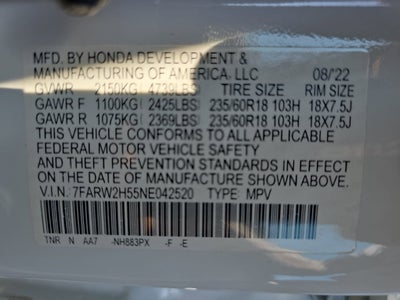 MFD. BY HONDA DEVELOPMENT &
MANUFACTURING OF AMERICA, LLC 08/'22
GVWR 2150KG 4739LBS TIRE SIZE RIM SIZE
GAWR F 1100KG 2425LBS 235/60R18 103H 18X7.5J
GAWR R 1075KG 2369LBS 235/60R18 103H 18X7.5J
THIS VEHICLE CONFORMS TO ALL APPLICABLE
FEDERAL MOTOR VEHICLE SAFETY
AND THEFT PREVENTION STANDARDS IN EFFECT
ON THE DATE OF MANUFACTURE SHOWN ABOVE.
V.I.N.: 7FARW2H55NE042520 TYPE: MPV
TNR N AA7 -NH883PX -F -E